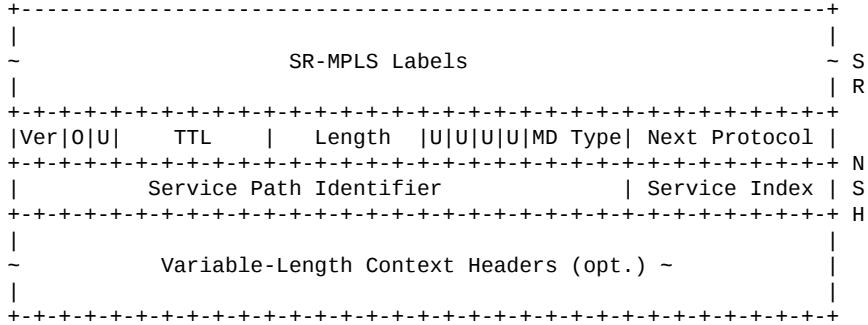 +---------------------------------------------------------------+
|                                                               |
~                     SR-MPLS Labels                            ~ S
|                                                               | R
+-+-+-+-+-+-+-+-+-+-+-+-+-+-+-+-+-+-+-+-+-+-+-+-+-+-+-+-+-+-+-+-+
|Ver|O|U|    TTL    |   Length  |U|U|U|U|MD Type| Next Protocol |
+-+-+-+-+-+-+-+-+-+-+-+-+-+-+-+-+-+-+-+-+-+-+-+-+-+-+-+-+-+-+-+-+ N
|          Service Path Identifier              | Service Index | S
+-+-+-+-+-+-+-+-+-+-+-+-+-+-+-+-+-+-+-+-+-+-+-+-+-+-+-+-+-+-+-+-+ H
|                                                               |
~           Variable-Length Context Headers (opt.) ~            |
|                                                               |
+-+-+-+-+-+-+-+-+-+-+-+-+-+-+-+-+-+-+-+-+-+-+-+-+-+-+-+-+-+-+-+-+